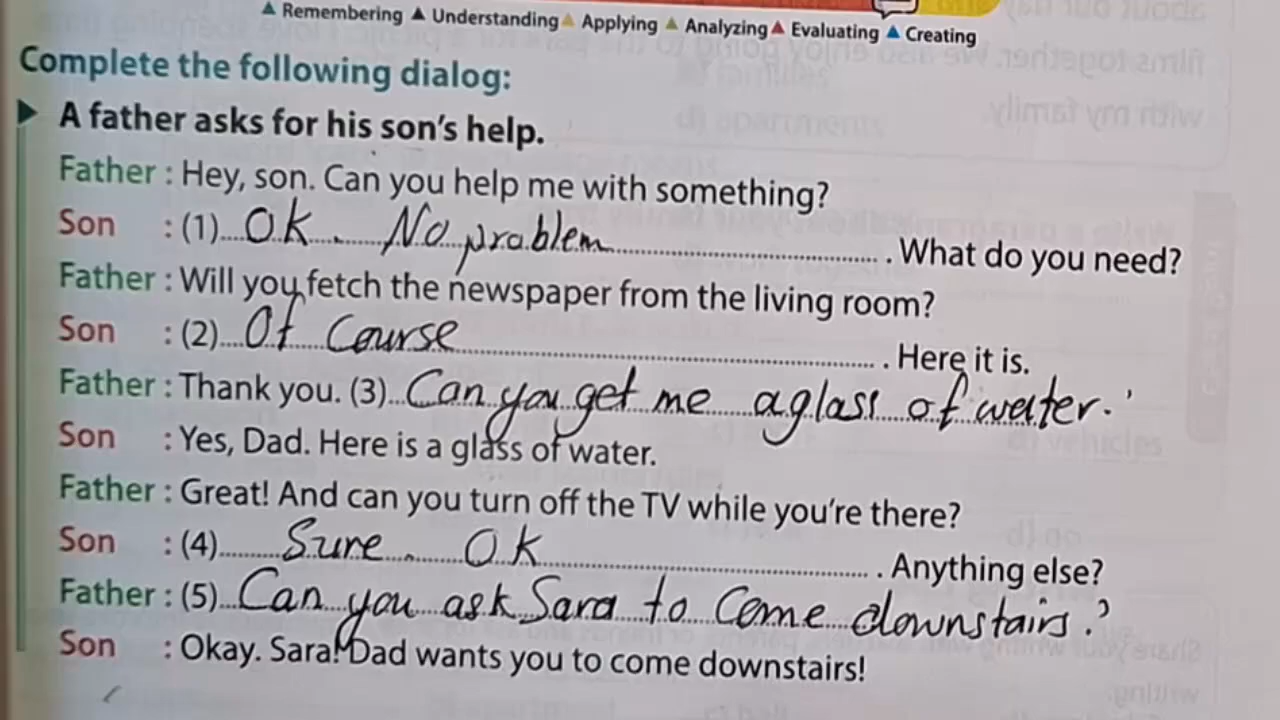 ▲ Remembering ▲ Understanding ▲ Applying ▲ Analyzing ▲ Evaluating ▲ Creating
Complete the following dialog:
▶ A father asks for his son's help.
Father : Hey, son. Can you help me with something?
Son : (1) Ok . No problem . What do you need?
Father : Will you fetch the newspaper from the living room?
Son : (2) Of Course . Here it is.
Father : Thank you. (3) Can you get me a glass of water.'
Son : Yes, Dad. Here is a glass of water.
Father : Great! And can you turn off the TV while you're there?
Son : (4) Sure . Ok . Anything else?
Father : (5) Can you ask Sara to Come downstairs ?
Son : Okay. Sara! Dad wants you to come downstairs!